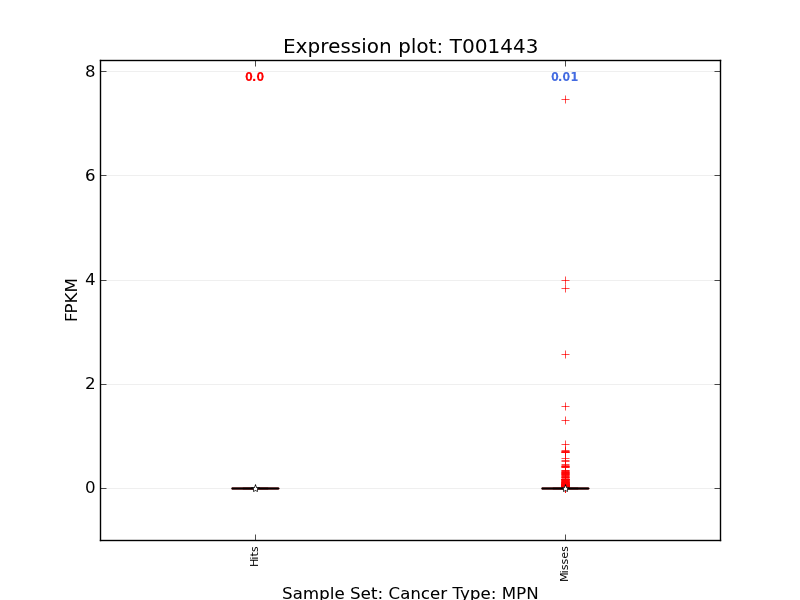 Expression plot: T001443
0.0
0.01
8
6
4
2
0
FPKM
Hits
Misses
Sample Set: Cancer Type: MPN